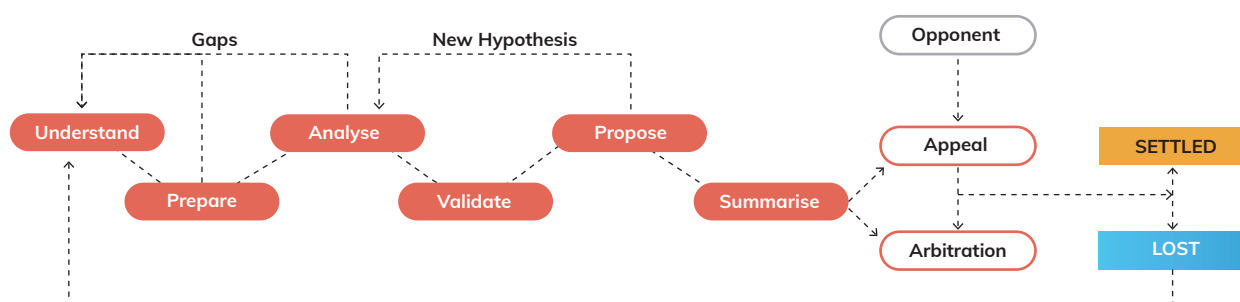 Gaps
New Hypothesis
Opponent
Understand
Analyse
Propose
Appeal
SETTLED
Prepare
Validate
Summarise
Arbitration
LOST